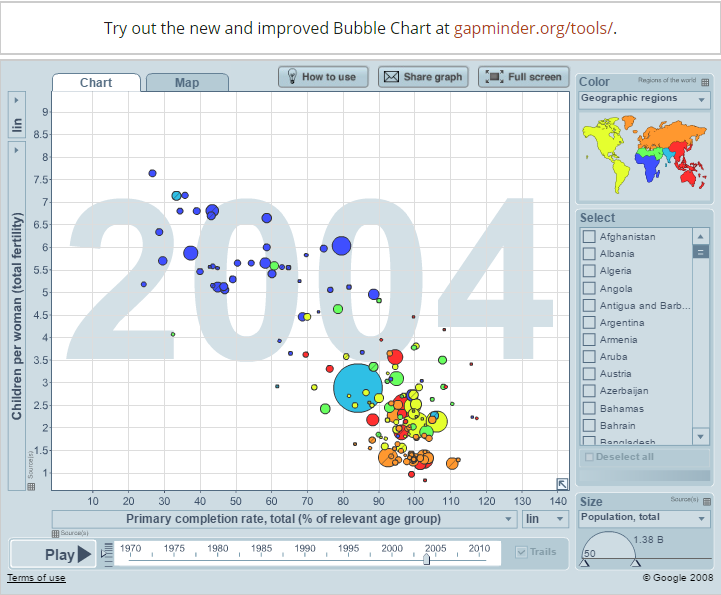 Try out the new and improved Bubble Chart at gapminder.org/tools/.
Chart
Map
How to use
Share graph
Full screen
Color
Regions of the world
Geographic regions
lin
Children per woman (total fertility)
Source(s)
2004
9
8.5
8
7.5
7
6.5
6
5.5
5
4.5
4
3.5
3
2.5
2
1.5
1
10 20 30 40 50 60 70 80 90 100 110 120 130 140
Primary completion rate, total (% of relevant age group)
lin
Source(s)
Select
Afghanistan
Albania
Algeria
Angola
Antigua and Barb...
Argentina
Armenia
Aruba
Austria
Azerbaijan
Bahamas
Bahrain
Bangladesh
Deselect all
Size
Source(s)
Population, total
1.38 B
50
Play
1970 1975 1980 1985 1990 1995 2000 2005 2010
Trails
Terms of use
© Google 2008